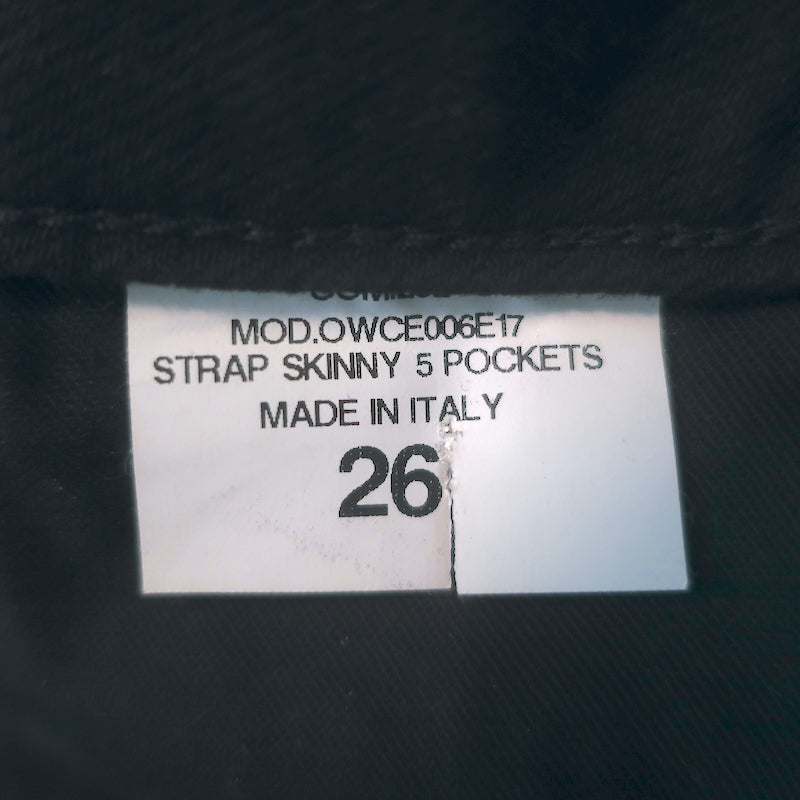 MOD.OWCE006E17
STRAP SKINNY 5 POCKETS
MADE IN ITALY
26